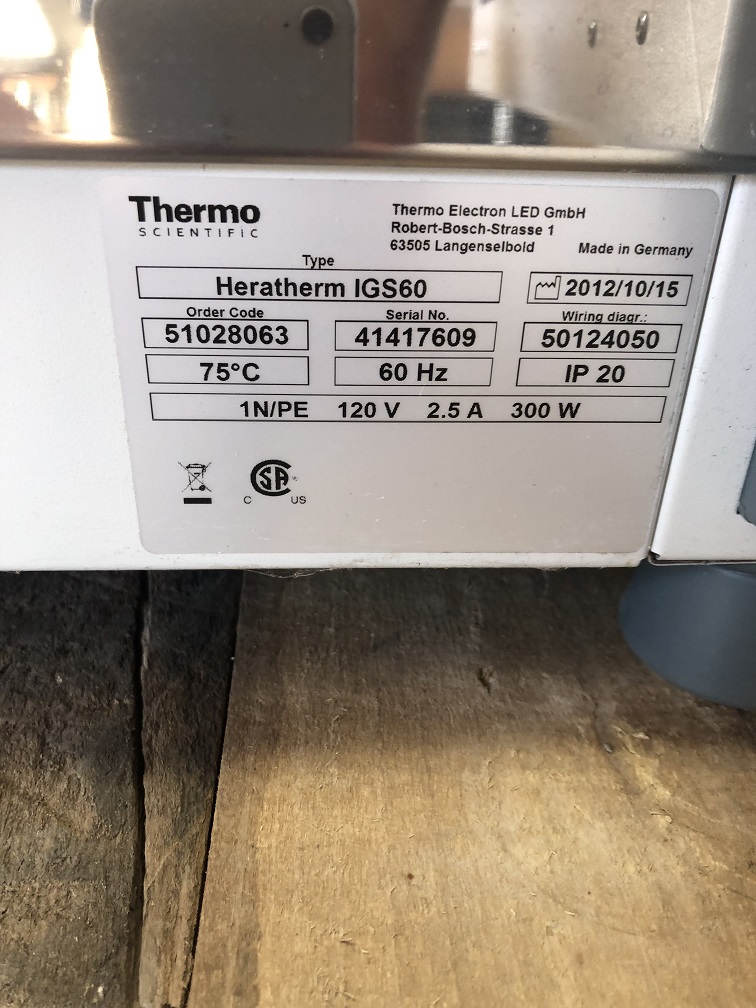 Thermo
SCIENTIFIC
Thermo Electron LED GmbH
Robert-Bosch-Strasse 1
63505 Langenselbold
Made in Germany
Type
Heratherm IGS60
2012/10/15
Order Code
Serial No.
Wiring diagr.:
51028063
41417609
50124050
75°C
60 Hz
IP 20
1N/PE 120 V 2.5 A 300 W
C SA US